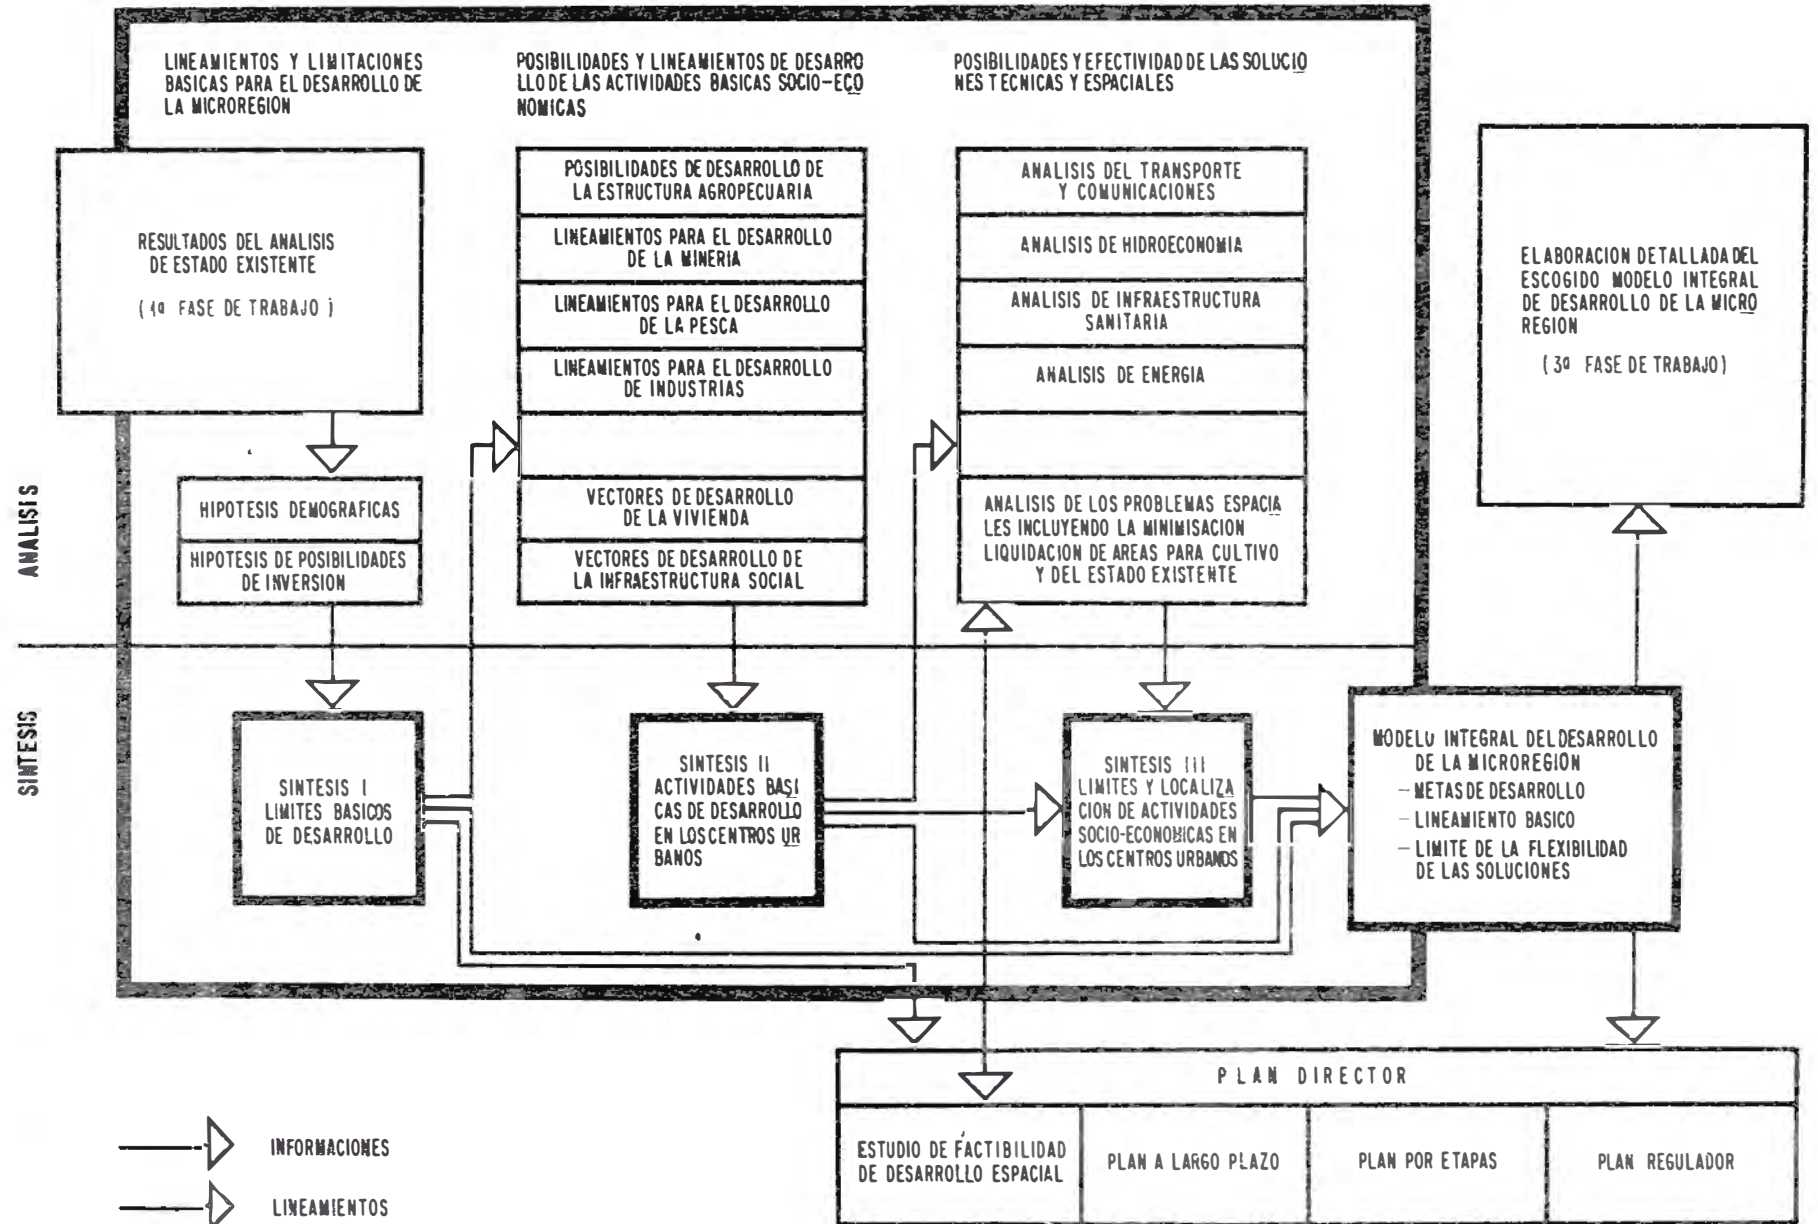 LINEAMIENTOS Y LIMITACIONES
BASICAS PARA EL DESARROLLO DE
LA MICROREGION
POSIBILIDADES Y LINEAMIENTOS DE DESARRO
LLO DE LAS ACTIVIDADES BASICAS SOCIO-ECO
NOMICAS
POSIBILIDADES Y EFECTIVIDAD DE LAS SOLUCIO
NES TECNICAS Y ESPACIALES
RESULTADOS DEL ANALISIS
DE ESTADO EXISTENTE
(1ª FASE DE TRABAJO)
HIPOTESIS DEMOGRAFICAS
HIPOTESIS DE POSIBILIDADES
DE INVERSION
POSIBILIDADES DE DESARROLLO DE
LA ESTRUCTURA AGROPECUARIA
LINEAMIENTOS PARA EL DESARROLLO
DE LA MINERIA
LINEAMIENTOS PARA EL DESARROLLO
DE LA PESCA
LINEAMIENTOS PARA EL DESARROLLO
DE INDUSTRIAS
VECTORES DE DESARROLLO
DE LA VIVIENDA
VECTORES DE DESARROLLO DE
LA INFRAESTRUCTURA SOCIAL
ANALISIS DEL TRANSPORTE
Y COMUNICACIONES
ANALISIS DE HIDROECONOMIA
ANALISIS DE INFRAESTRUCTURA
SANITARIA
ANALISIS DE ENERGIA
ANALISIS DE LOS PROBLEMAS ESPACIA
LES INCLUYENDO LA MINIMISACION
LIQUIDACION DE AREAS PARA CULTIVO
Y DEL ESTADO EXISTENTE
ELABORACION DETALLADA DEL
ESCOGIDO MODELO INTEGRAL
DE DESARROLLO DE LA MICRO
REGION
(3ª FASE DE TRABAJO)
ANALISIS
SINTESIS
SINTESIS I
LIMITES BASICOS
DE DESARROLLO
SINTESIS II
ACTIVIDADES BASI
CAS DE DESARROLLO
EN LOS CENTROS UR
BANOS
SINTESIS III
LIMITES Y LOCALIZA
CION DE ACTIVIDADES
SOCIO-ECONOMICAS EN
LOS CENTROS URBANOS
MODELO INTEGRAL DEL DESARROLLO
DE LA MICROREGION
- METAS DE DESARROLLO
- LINEAMIENTO BASICO
- LIMITE DE LA FLEXIBILIDAD
DE LAS SOLUCIONES
PLAN DIRECTOR
ESTUDIO DE FACTIBILIDAD
DE DESARROLLO ESPACIAL
PLAN A LARGO PLAZO
PLAN POR ETAPAS
PLAN REGULADOR
INFORMACIONES
LINEAMIENTOS